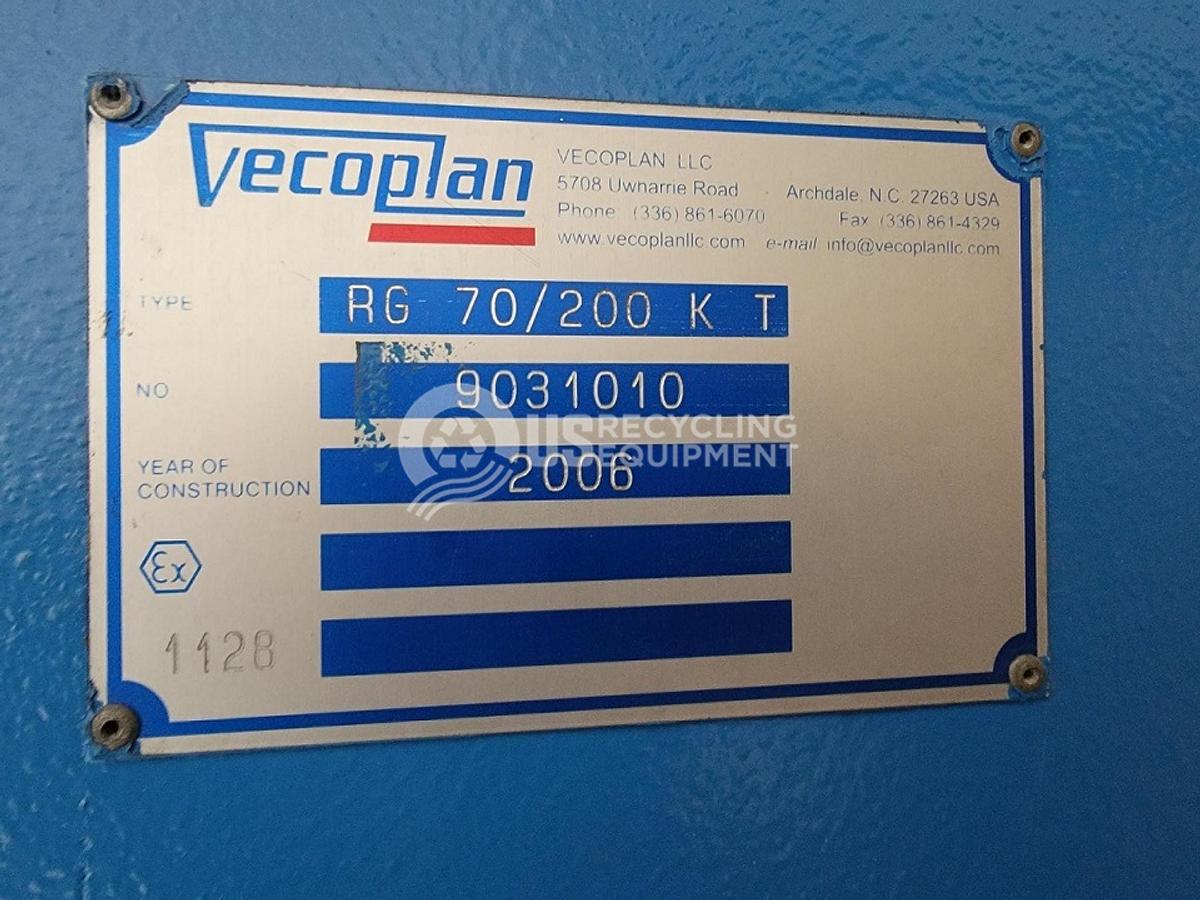 Vecoplan
VECOPLAN LLC
5708 Uwharrie Road Archdale, N.C. 27263 USA
Phone (336) 861-6070 Fax (336) 861-4329
www.vecoplanllc.com e-mail info@vecoplanllc.com
TYPE RG 70/200 K T
NO 9031010
US RECYCLING
EQUIPMENT
YEAR OF
CONSTRUCTION 2006
Ex
1128